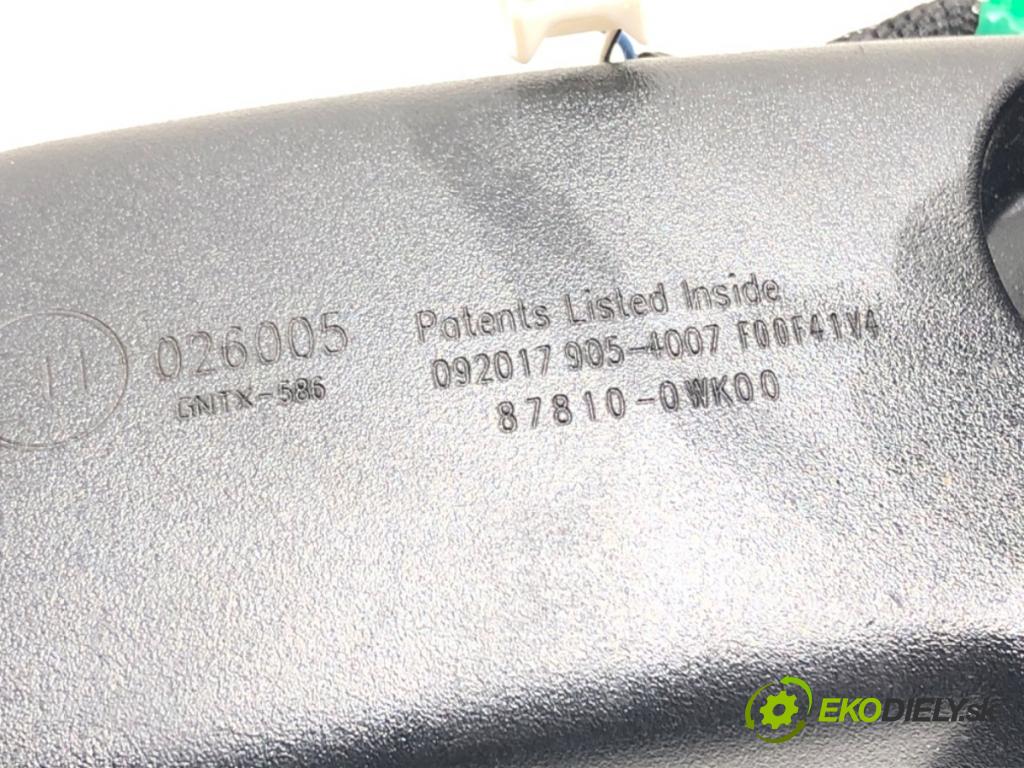 026005
GNTX-586
Patents Listed Inside
092017 905-4007 F00F41V4
87810-0WK00
EKODIELY.sk